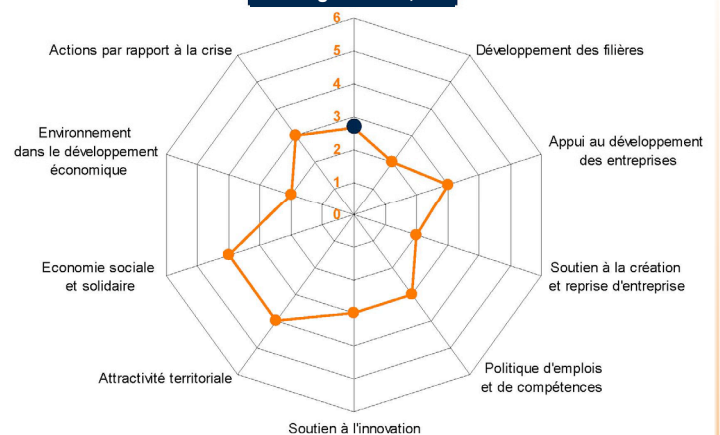 6
5
4
3
2
1
0
Développement des filières
Appui au développement
des entreprises
Soutien à la création
et reprise d'entreprise
Politique d'emplois
et de compétences
Soutien à l'innovation
Attractivité territoriale
Economie sociale
et solidaire
Environnement
dans le développement
économique
Actions par rapport à la crise